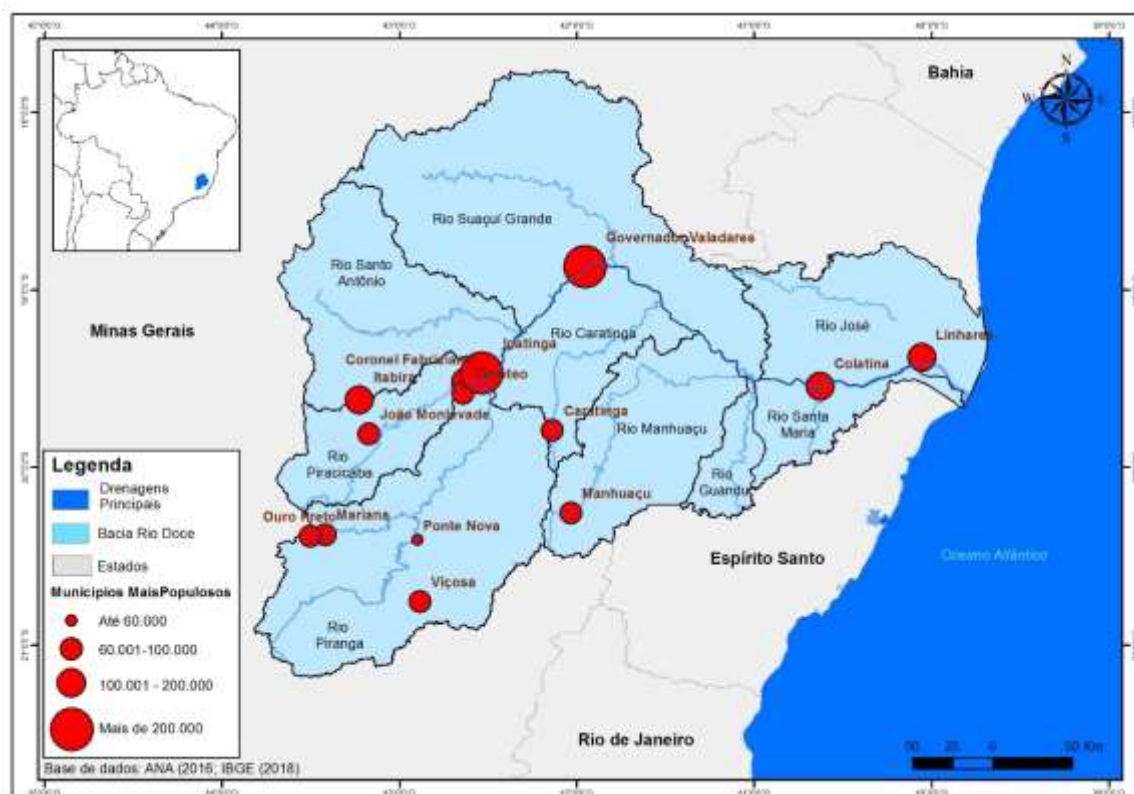 Bahia
N
W
E
S
Rio Suaçuí Grande
Governador Valadares
Rio Santo
Antônio
Minas Gerais
Rio José
Rio Caratinga
Linhares
Ipatinga
Coronel Fabriciano
Colatina
Itabira
João Monlevade
Caratinga
Rio Santa
Maria
Rio Manhuaçu
Rio
Piracicaba
Rio
Guandu
Manhuaçu
Ouro Preto
Mariana
Ponte Nova
Espírito Santo
Oceano Atlântico
Viçosa
Rio
Piranga
Rio de Janeiro
Legenda
Drenagens
Principais
Bacia Rio Doce
Estados
Municípios MaisPopulosos
Até 60.000
60.001-100.000
100.001 - 200.000
Mais de 200.000
50 25 0 50 Km
Base de dados: ANA (2016; IBGE (2018)